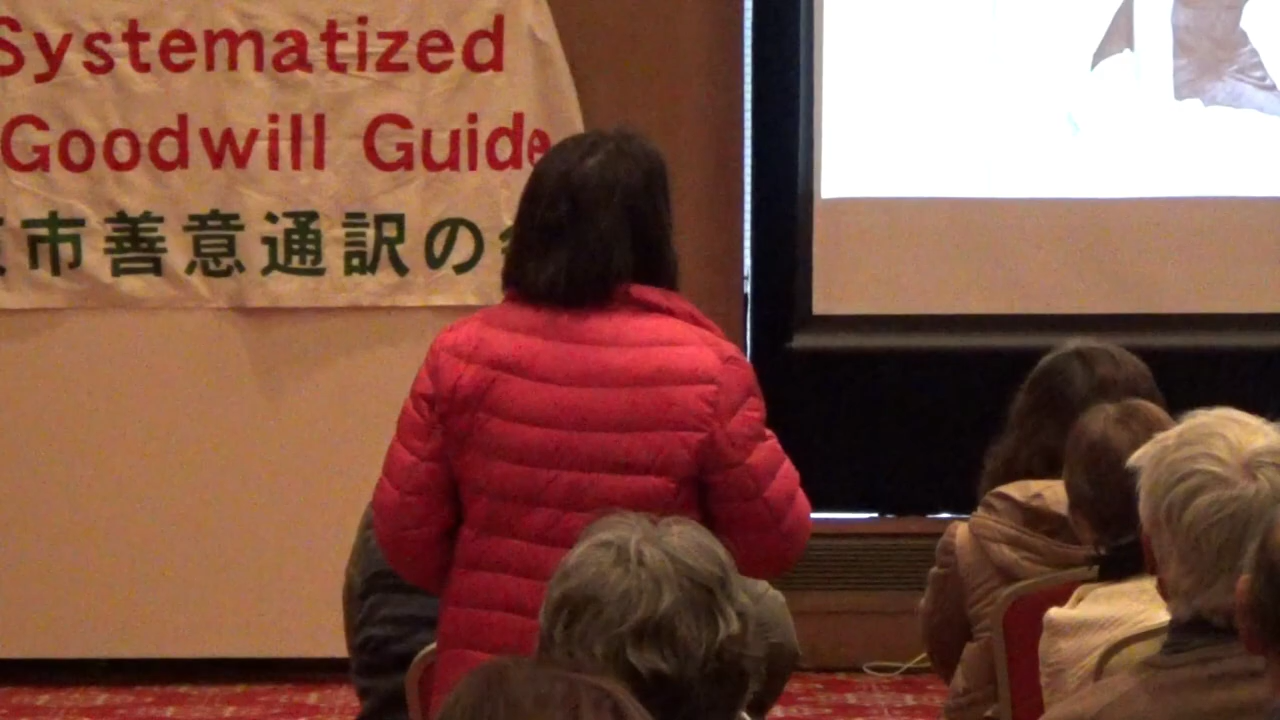 Systematized
Goodwill Guide
市善意通訳の